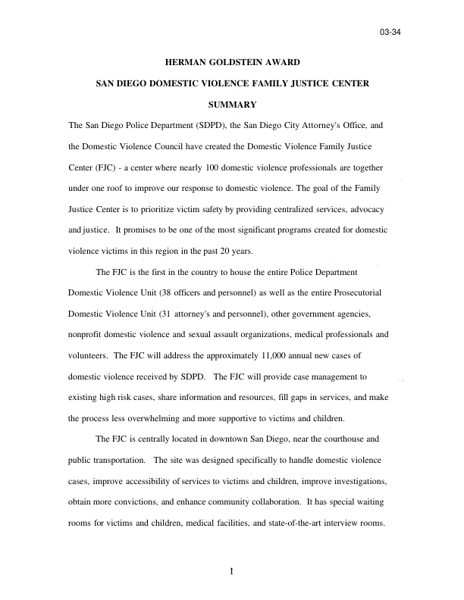 03-34
HERMAN GOLDSTEIN AWARD
SAN DIEGO DOMESTIC VIOLENCE FAMILY JUSTICE CENTER
SUMMARY
The San Diego Police Department (SDPD), the San Diego City Attorney's Office, and
the Domestic Violence Council have created the Domestic Violence Family Justice
Center (FJC) - a center where nearly 100 domestic violence professionals are together
under one roof to improve our response to domestic violence. The goal of the Family
Justice Center is to prioritize victim safety by providing centralized services, advocacy
and justice. It promises to be one of the most significant programs created for domestic
violence victims in this region in the past 20 years.
The FJC is the first in the country to house the entire Police Department
Domestic Violence Unit (38 officers and personnel) as well as the entire Prosecutorial
Domestic Violence Unit (31 attorney's and personnel), other government agencies,
nonprofit domestic violence and sexual assault organizations, medical professionals and
volunteers. The FJC will address the approximately 11,000 annual new cases of
domestic violence received by SDPD. The FJC will provide case management to
existing high risk cases, share information and resources, fill gaps in services, and make
the process less overwhelming and more supportive to victims and children.
The FJC is centrally located in downtown San Diego, near the courthouse and
public transportation. The site was designed specifically to handle domestic violence
cases, improve accessibility of services to victims and children, improve investigations,
obtain more convictions, and enhance community collaboration. It has special waiting
rooms for victims and children, medical facilities, and state-of-the-art interview rooms.
1